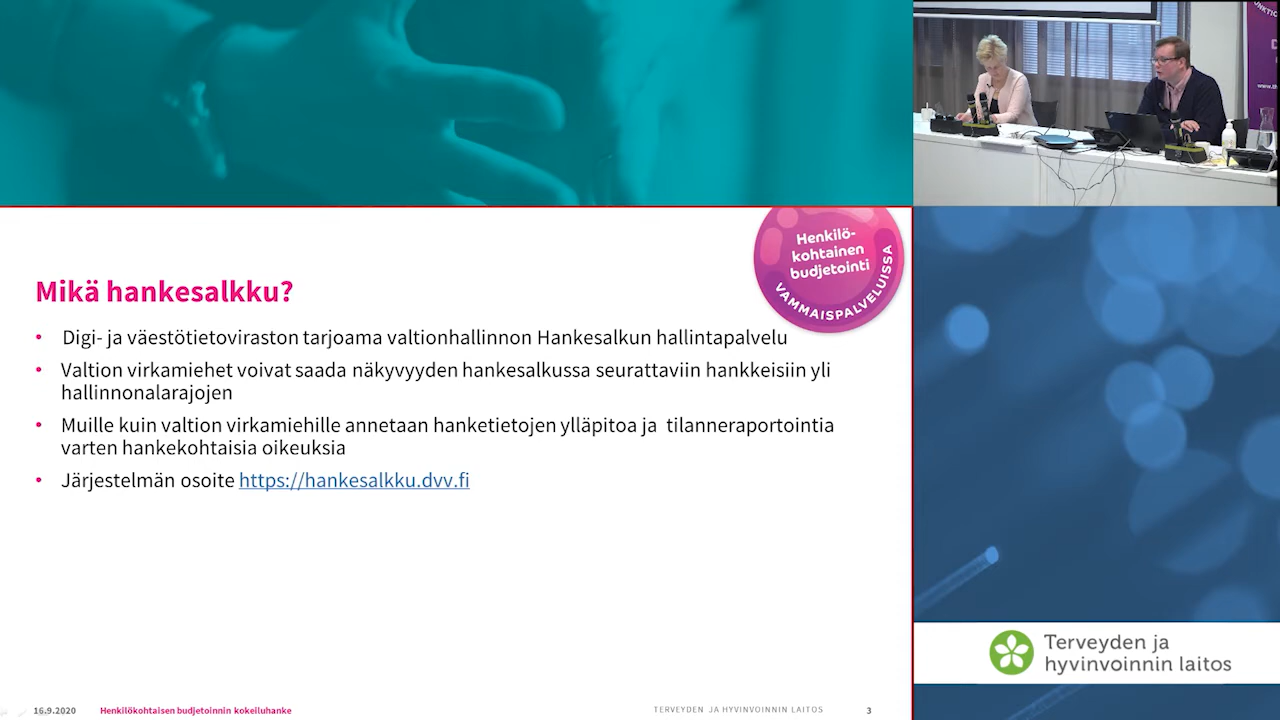 Henkilö-
kohtainen
budjetointi
VAMMAISPALVELUISSA
Mikä hankesalkku?
• Digi- ja väestötietoviraston tarjoama valtionhallinnon Hankesalkun hallintapalvelu
• Valtion virkamiehet voivat saada näkyvyyden hankesalkussa seurattaviin hankkeisiin yli
hallinnonalarajojen
• Muille kuin valtion virkamiehille annetaan hanketietojen ylläpitoa ja tilanneraportointia
varten hankekohtaisia oikeuksia
• Järjestelmän osoite https://hankesalkku.dvv.fi
Terveyden ja
hyvinvoinnin laitos
16.9.2020 Henkilökohtaisen budjetoinnin kokeiluhanke TERVEYDEN JA HYVINVOINNIN LAITOS 3